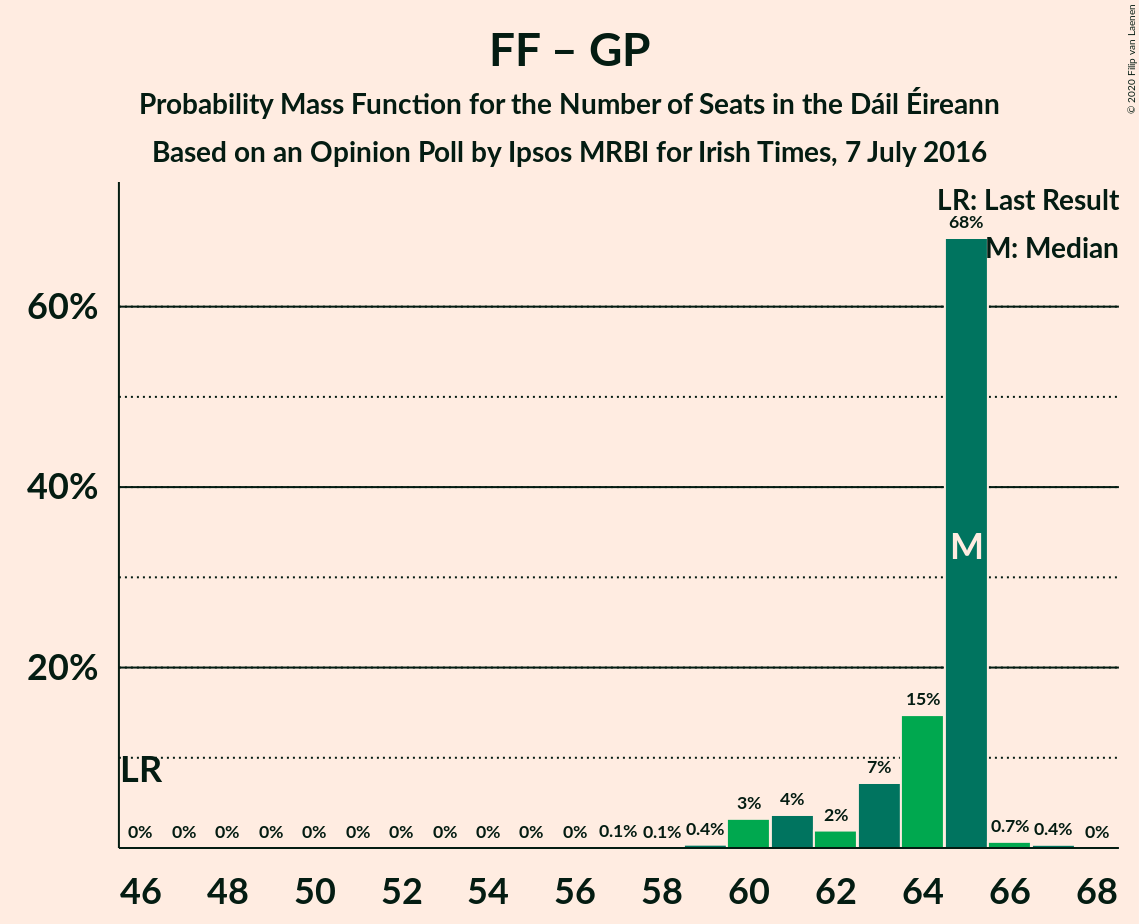 FF – GP
Probability Mass Function for the Number of Seats in the Dáil Éireann
Based on an Opinion Poll by Ipsos MRBI for Irish Times, 7 July 2016
© 2020 Filip van Laenen
LR: Last Result
M: Median
60%
40%
20%
LR
M
0% 0% 0% 0% 0% 0% 0% 0% 0% 0% 0% 0.1% 0.1% 0.4% 3% 4% 2% 7% 15% 68% 0.7% 0.4% 0%
46 48 50 52 54 56 58 60 62 64 66 68